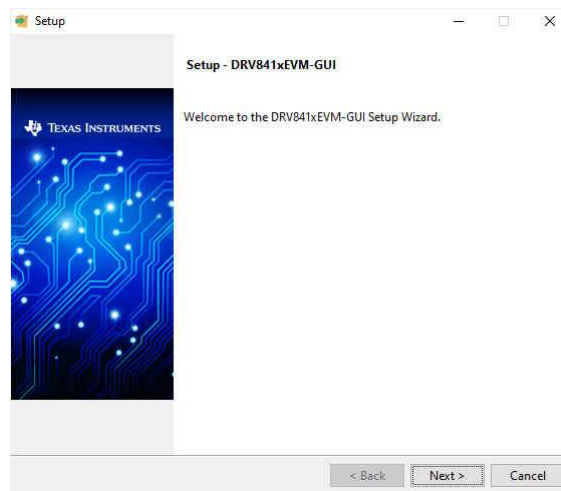 Setup
Setup - DRV841xEVM-GUI
Welcome to the DRV841xEVM-GUI Setup Wizard.
TEXAS INSTRUMENTS
< Back
Next >
Cancel